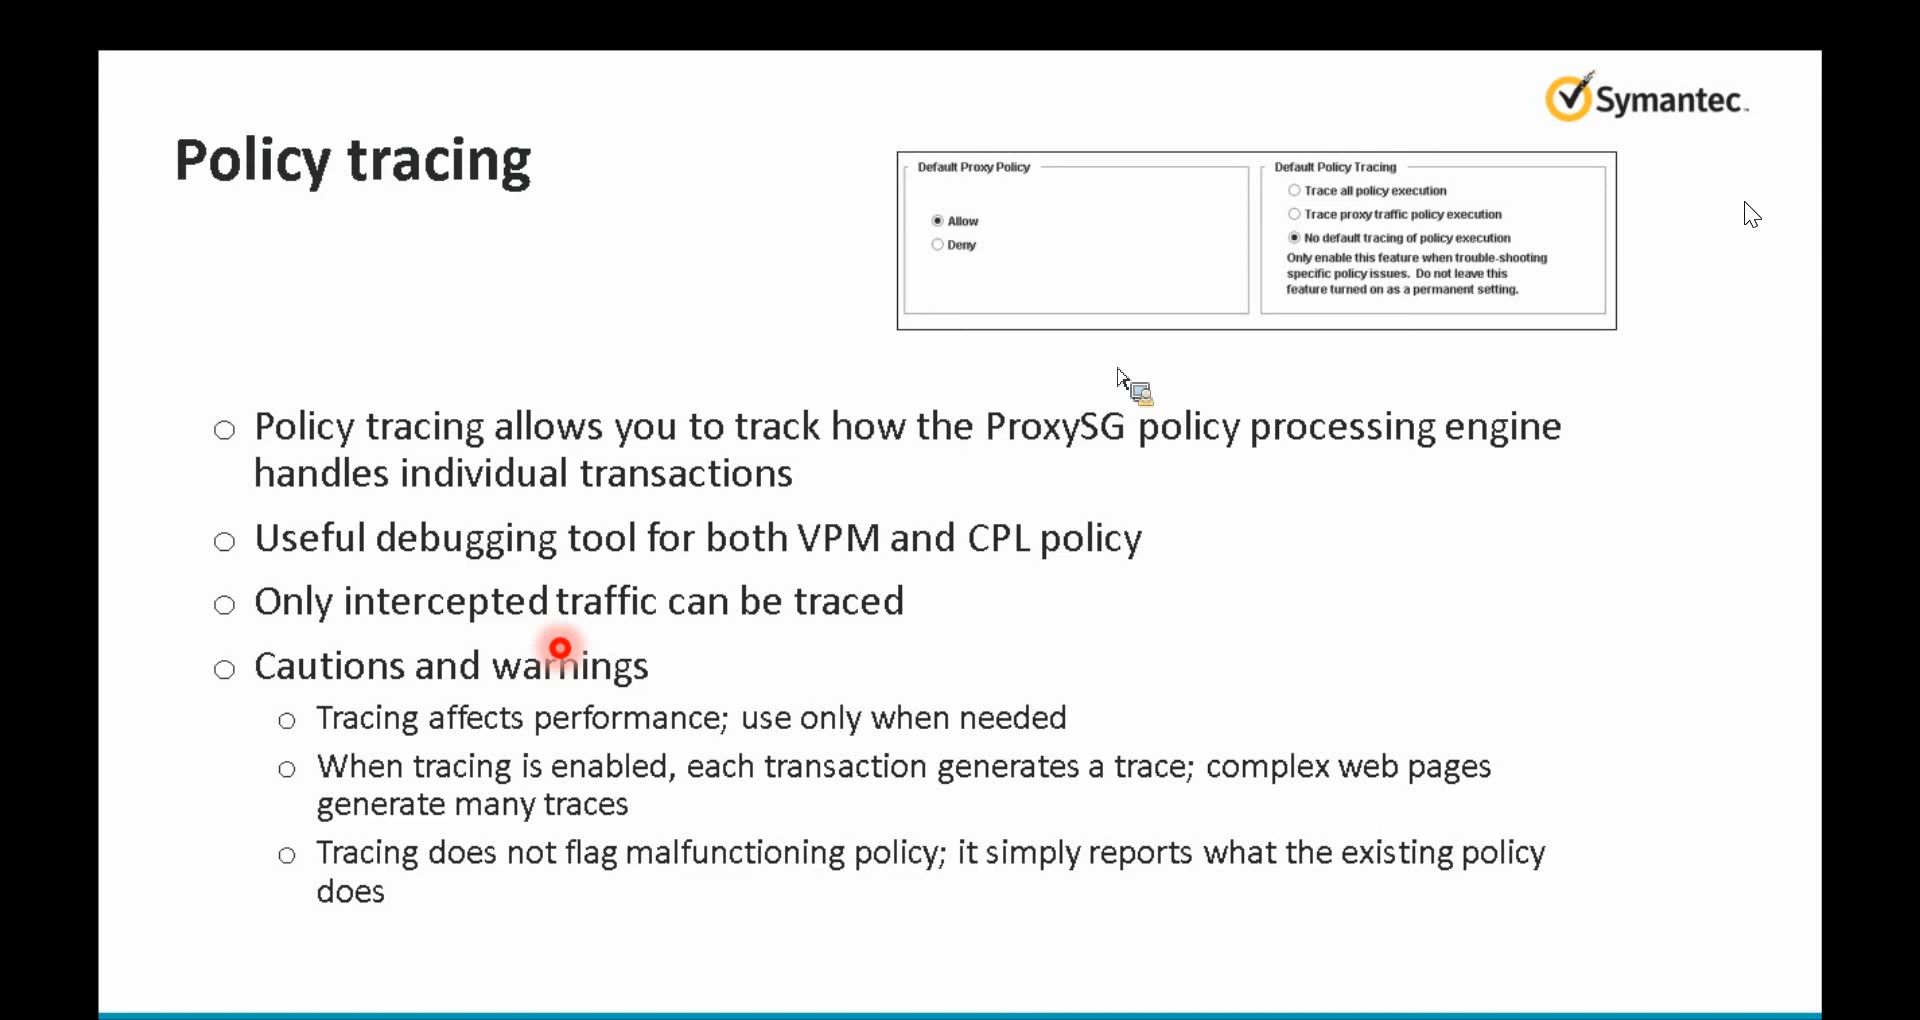 Symantec™
Policy tracing
Default Proxy Policy
Allow
Deny
Default Policy Tracing
Trace all policy execution
Trace proxy traffic policy execution
No default tracing of policy execution
Only enable this feature when trouble-shooting
specific policy issues. Do not leave this
feature turned on as a permanent setting.
Policy tracing allows you to track how the ProxySG policy processing engine
handles individual transactions
Useful debugging tool for both VPM and CPL policy
Only intercepted traffic can be traced
Cautions and warnings
Tracing affects performance; use only when needed
When tracing is enabled, each transaction generates a trace; complex web pages
generate many traces
Tracing does not flag malfunctioning policy; it simply reports what the existing policy
does